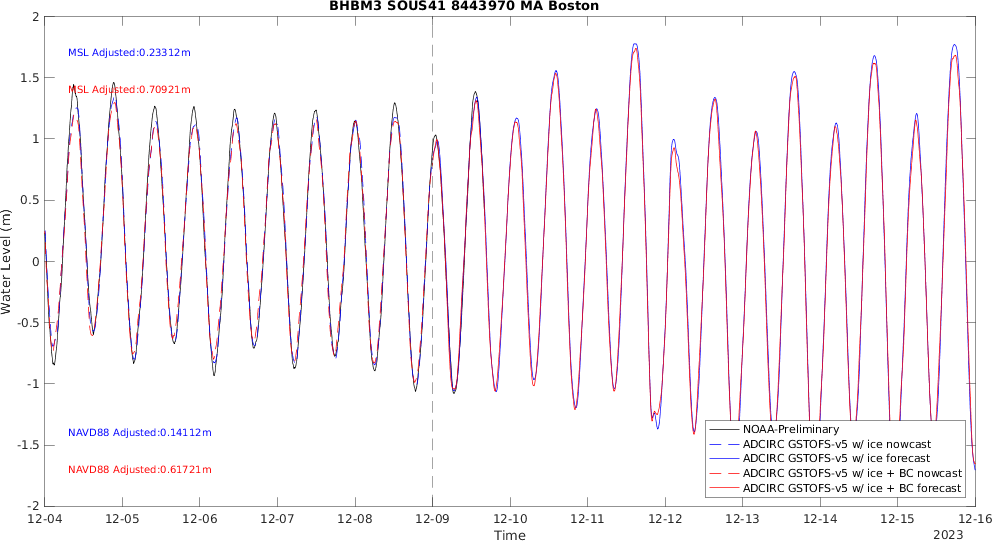 BHBM3 SOUS41 8443970 MA Boston
2
1.5
1
0.5
0
-0.5
-1
-1.5
-2
Water Level (m)
MSL Adjusted:0.23312m
MSL Adjusted:0.70921m
NAVD88 Adjusted:0.14112m
NAVD88 Adjusted:0.61721m
NOAA-Preliminary
ADCIRC GSTOFS-v5 w/ ice nowcast
ADCIRC GSTOFS-v5 w/ ice forecast
ADCIRC GSTOFS-v5 w/ ice + BC nowcast
ADCIRC GSTOFS-v5 w/ ice + BC forecast
12-04 12-05 12-06 12-07 12-08 12-09 12-10 12-11 12-12 12-13 12-14 12-15 12-16
Time
2023